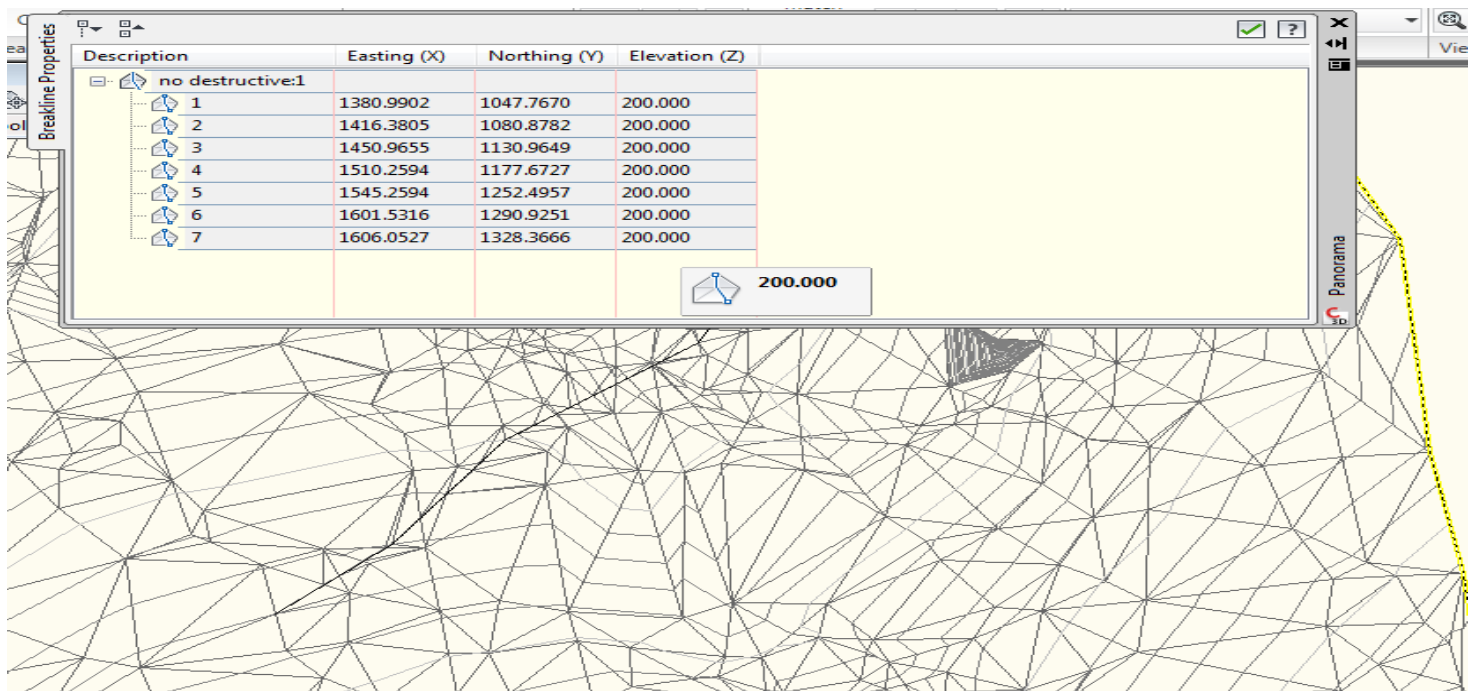 Breakline Properties
Description Easting (X) Northing (Y) Elevation (Z)
no destructive:1
1 1380.9902 1047.7670 200.000
2 1416.3805 1080.8782 200.000
3 1450.9655 1130.9649 200.000
4 1510.2594 1177.6727 200.000
5 1545.2594 1252.4957 200.000
6 1601.5316 1290.9251 200.000
7 1606.0527 1328.3666 200.000
200.000
Panorama
3D
Vie
ea
ol